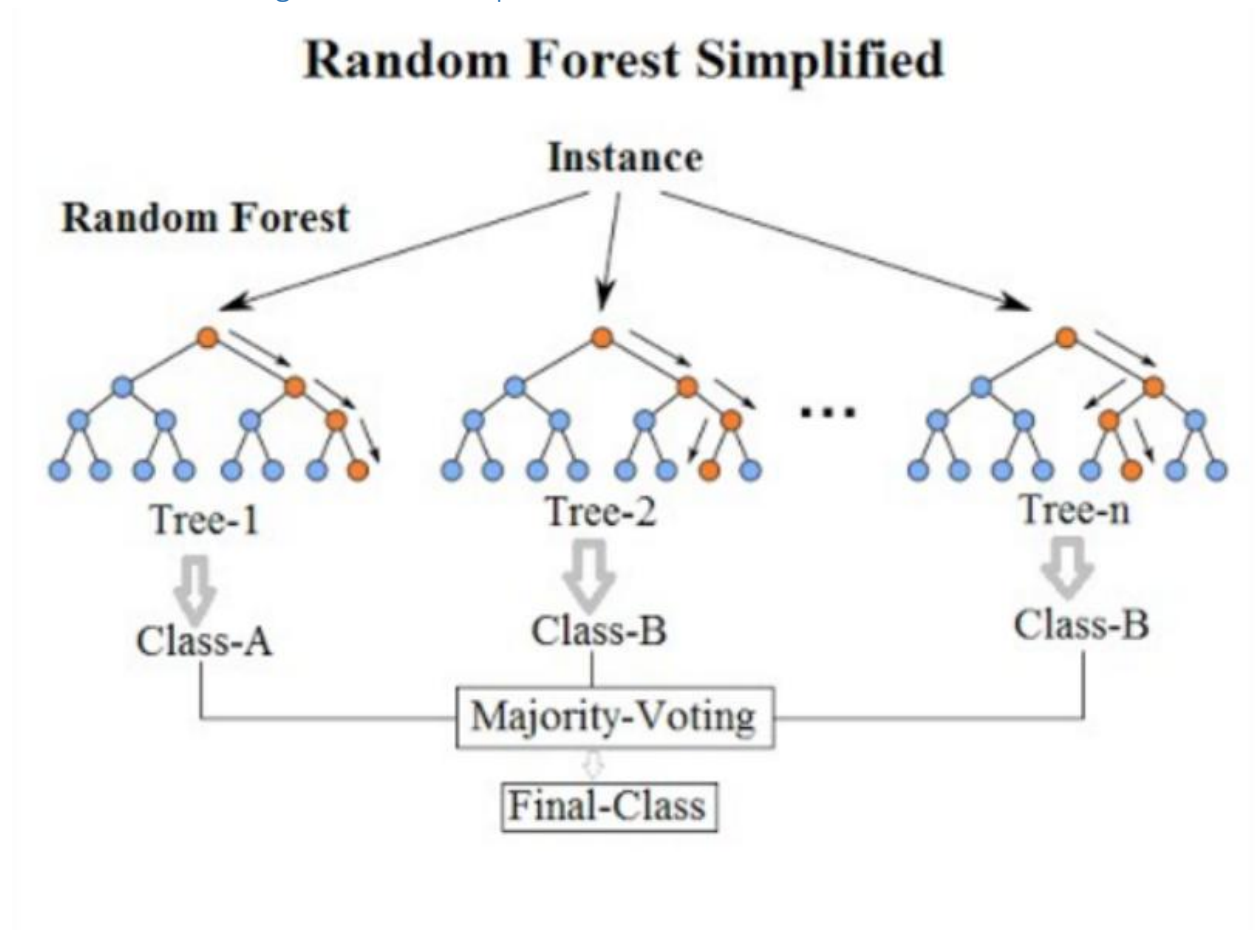 Random Forest Simplified
Instance
Random Forest
...
Tree-1
Tree-2
Tree-n
Class-A
Class-B
Class-B
Majority-Voting
Final-Class